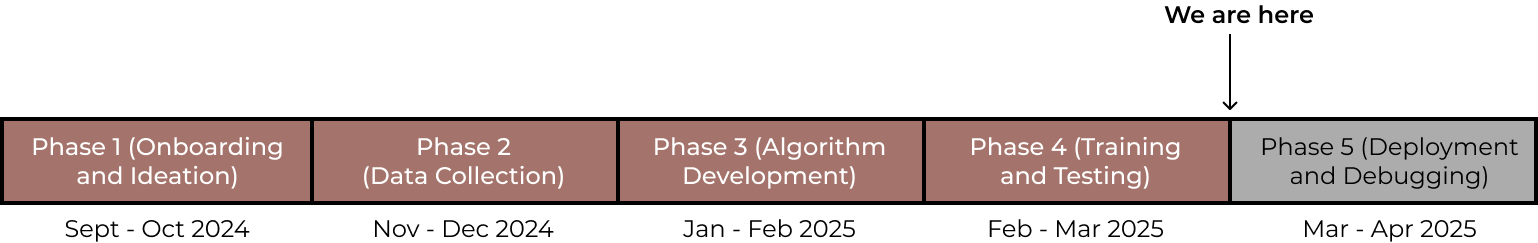 We are here
Phase 1 (Onboarding
and Ideation)
Phase 2
(Data Collection)
Phase 3 (Algorithm
Development)
Phase 4 (Training
and Testing)
Phase 5 (Deployment
and Debugging)
Sept - Oct 2024
Nov - Dec 2024
Jan - Feb 2025
Feb - Mar 2025
Mar - Apr 2025